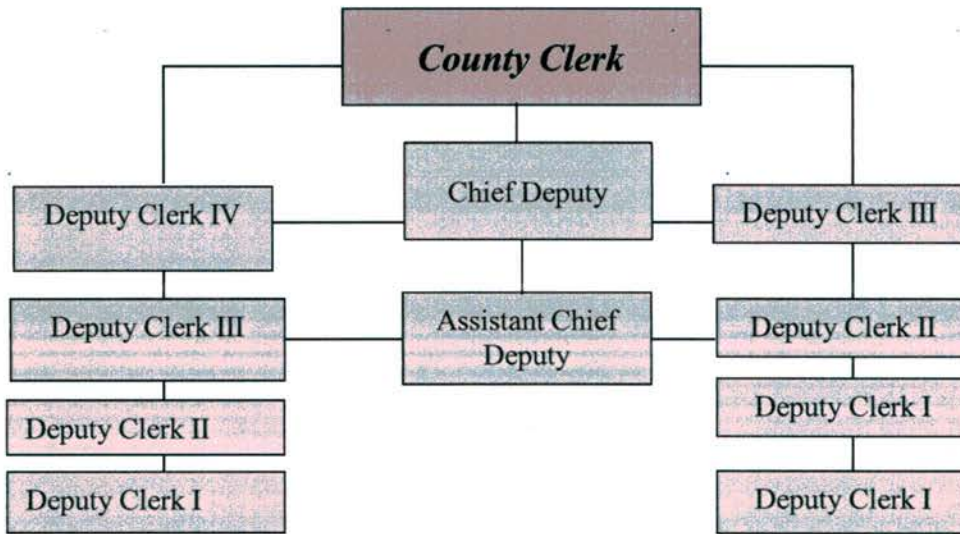 County Clerk
Chief Deputy
Deputy Clerk IV
Deputy Clerk III
Assistant Chief
Deputy
Deputy Clerk III
Deputy Clerk II
Deputy Clerk II
Deputy Clerk I
Deputy Clerk I
Deputy Clerk I